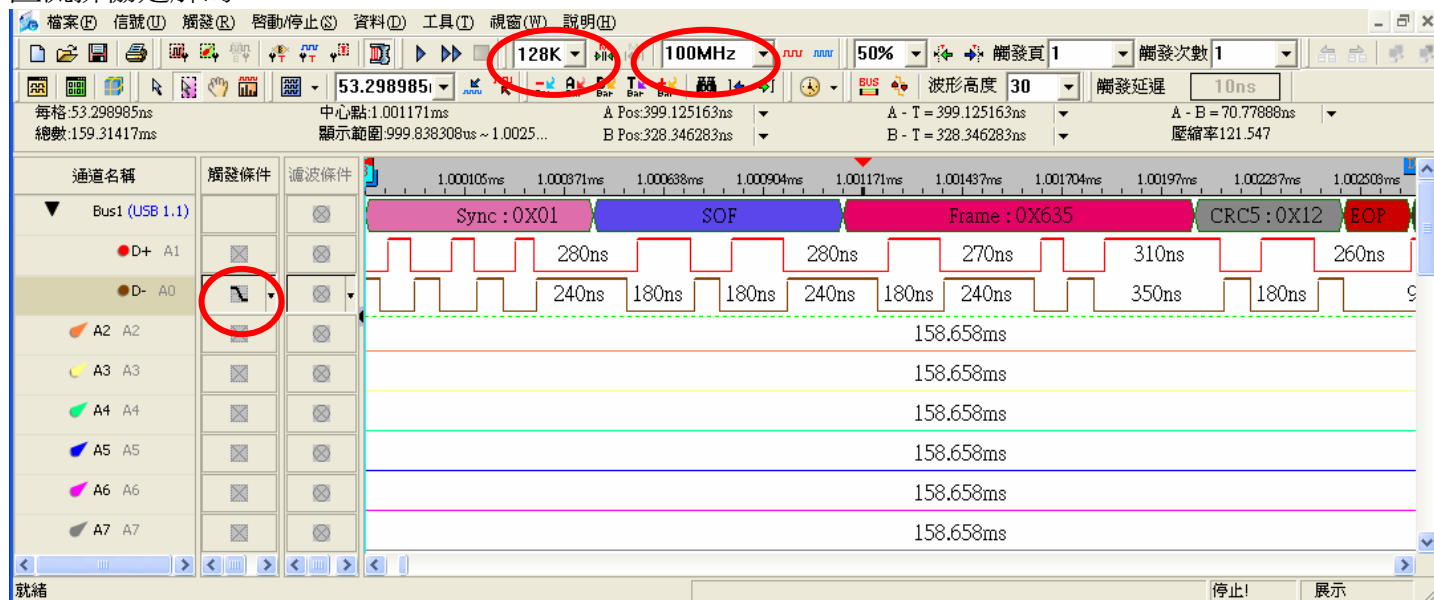 檔案(F) 信號(U) 觸發(R) 啓動/停止(S) 資料(D) 工具(T) 視窗(W) 說明(H)
128K 100MHz 50% 觸發頁 1 觸發次數 1
53.298985 BUS 波形高度 30 觸發延遲 10ns
每格:53.298985ns 中心點:1.001171ms A Pos:399.125163ns A - T = 399.125163ns A - B = 70.77888ns
總數:159.31417ms 顯示範圍:999.838308us ~ 1.0025... B Pos:328.346283ns B - T = 328.346283ns 壓縮率121.547
通道名稱 觸發條件 濾波條件 1.000105ms 1.000371ms 1.000638ms 1.000904ms 1.001171ms 1.001437ms 1.001704ms 1.00197ms 1.002237ms 1.002503ms
Bus1 (USB 1.1) Sync : 0X01 SOF Frame : 0X635 CRC5 : 0X12 EOP
D+ A1 280ns 280ns 270ns 310ns 260ns
D- A0 240ns 180ns 180ns 240ns 180ns 240ns 350ns 180ns 9
A2 A2 158.658ms
A3 A3 158.658ms
A4 A4 158.658ms
A5 A5 158.658ms
A6 A6 158.658ms
A7 A7 158.658ms
就緒 停止! 展示